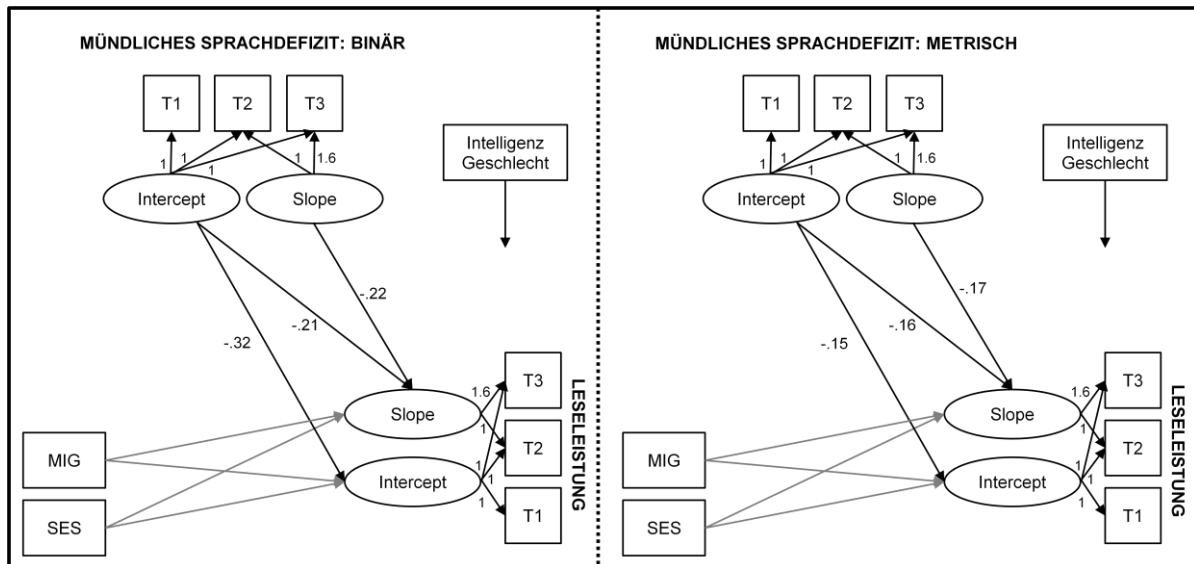 MÜNDLICHES SPRACHDEFIZIT: BINÄR
T1
T2
T3
1
1
1
1
1.6
Intercept
Slope
Intelligenz
Geschlecht
-.22
-.21
-.32
Slope
Intercept
1.6
1
1
1
1
T3
T2
T1
LESELEISTUNG
MIG
SES
MÜNDLICHES SPRACHDEFIZIT: METRISCH
T1
T2
T3
1
1
1
1
1.6
Intercept
Slope
Intelligenz
Geschlecht
-.17
-.16
-.15
Slope
Intercept
1.6
1
1
1
1
T3
T2
T1
LESELEISTUNG
MIG
SES